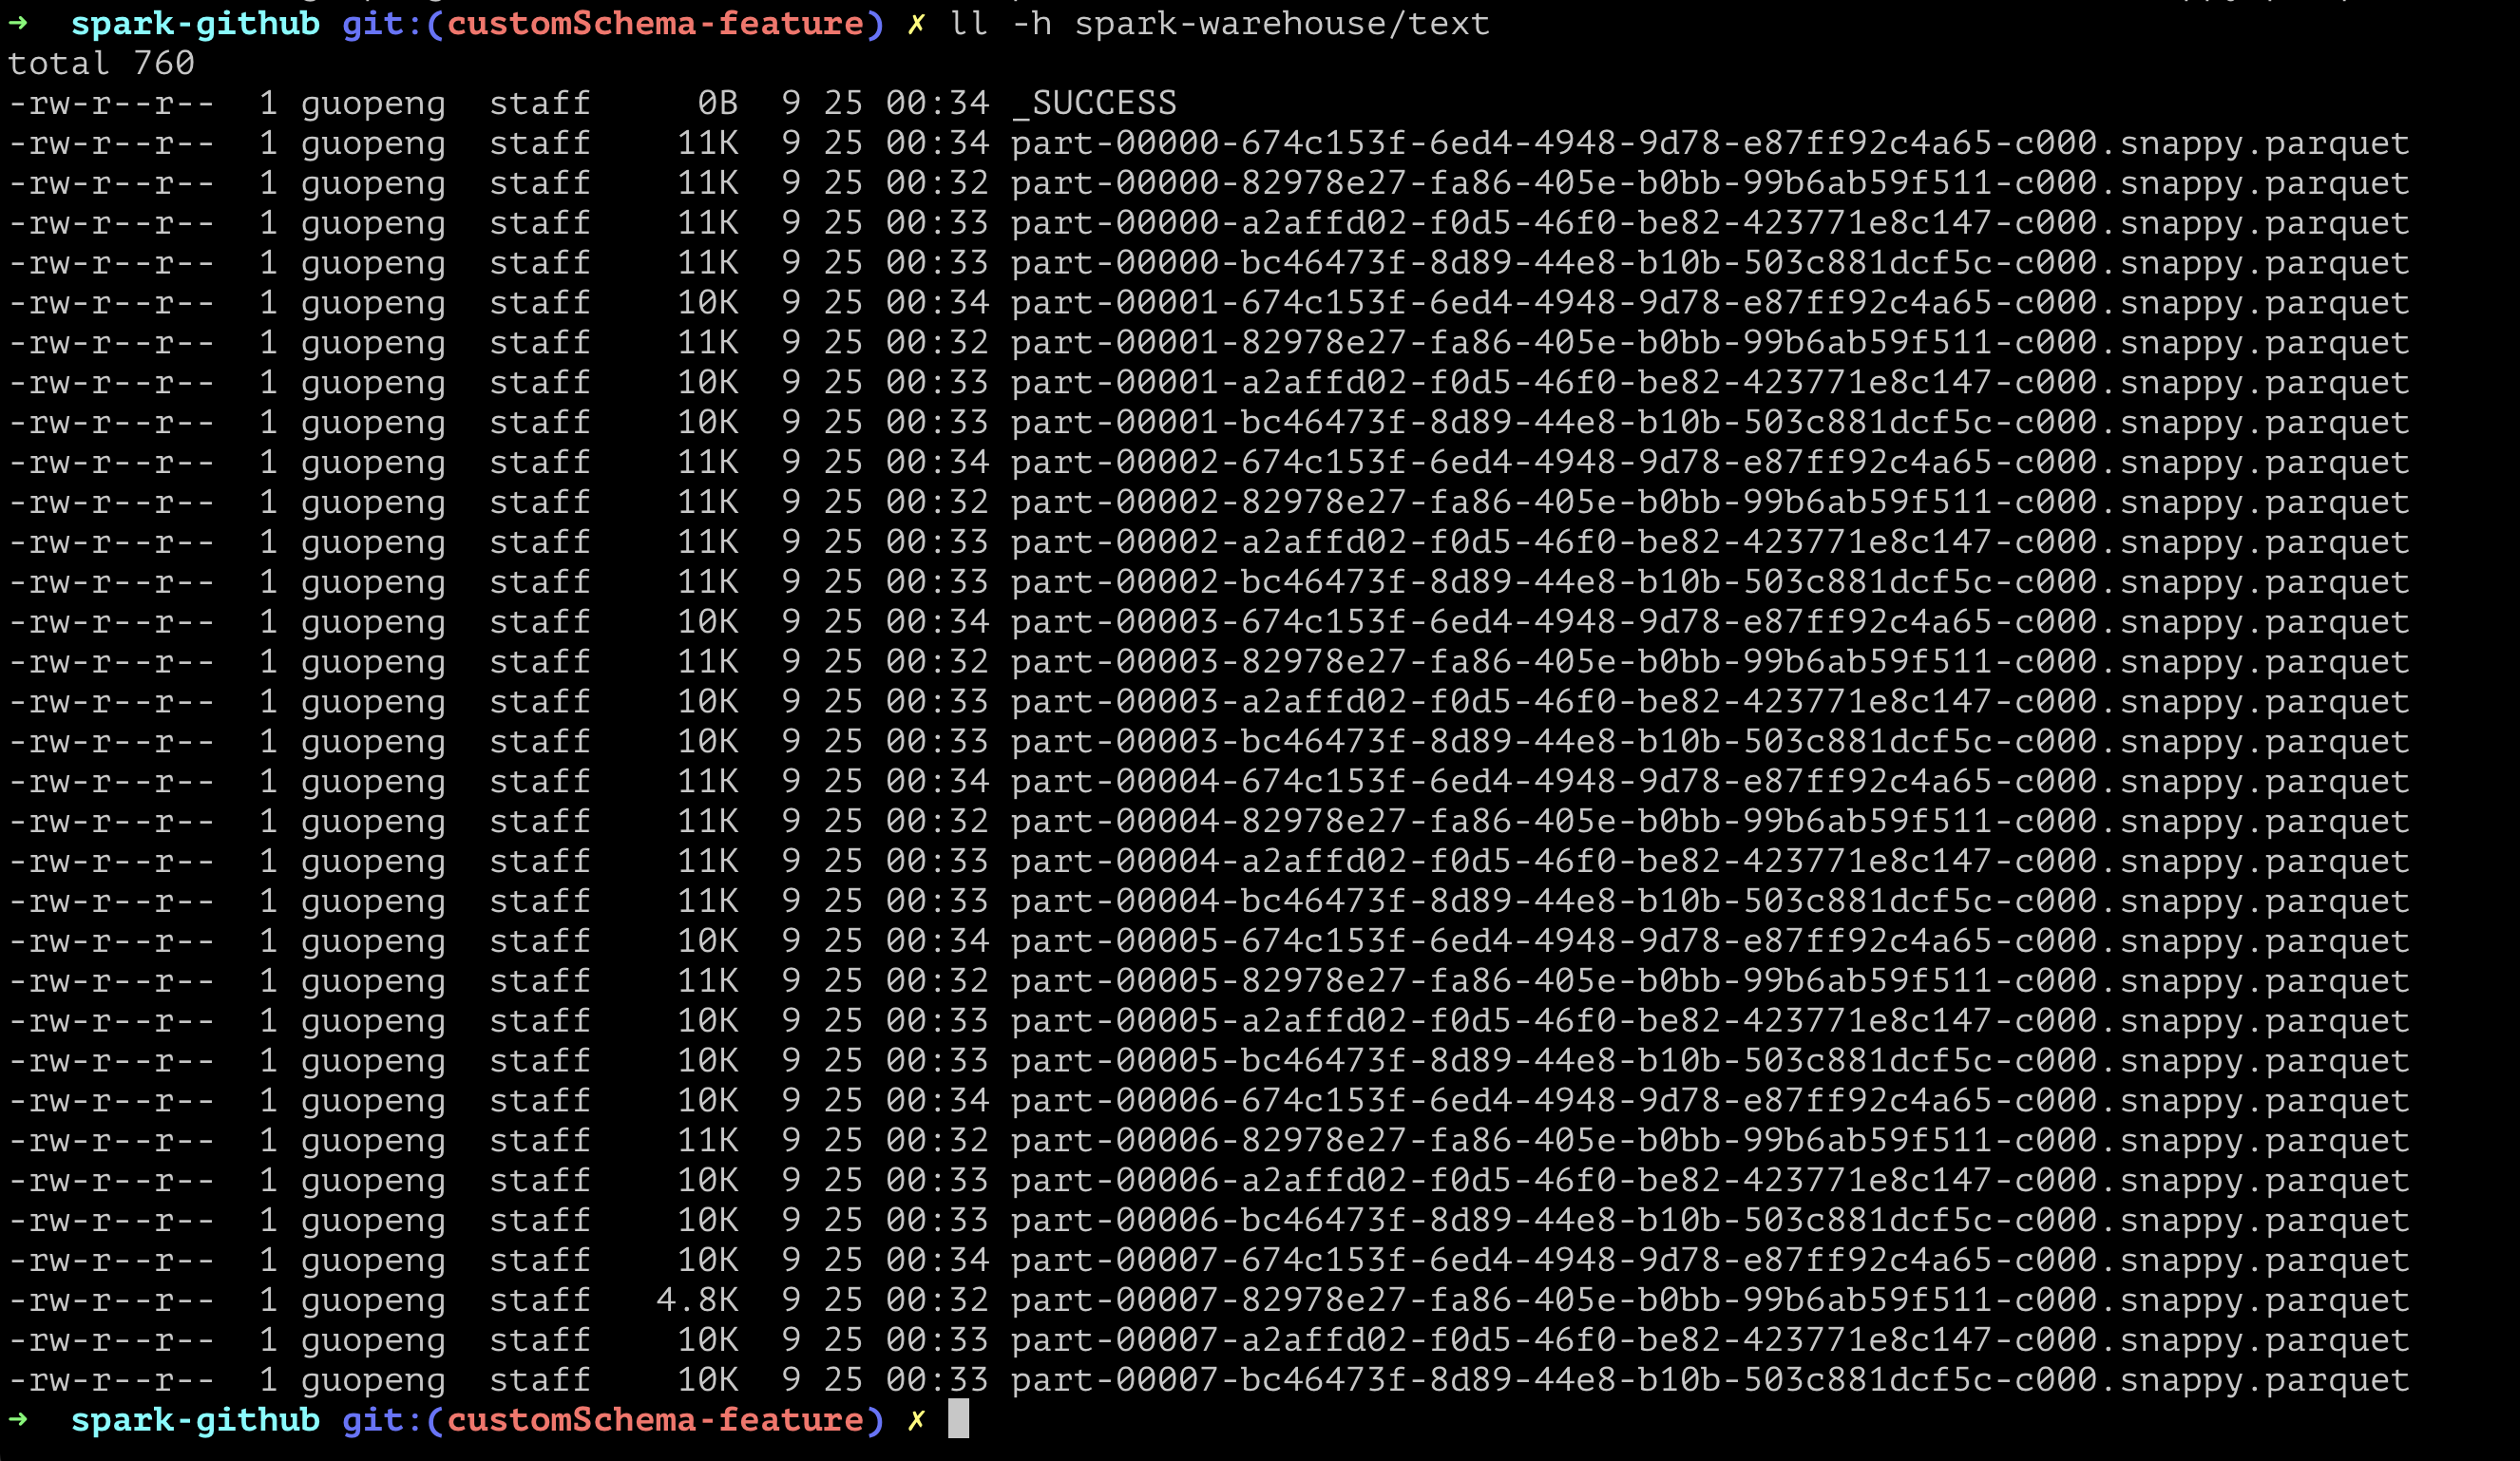 ➜  spark-github git:(customSchema-feature) ✗ ll -h spark-warehouse/text
total 760
-rw-r--r--  1 guopeng  staff     0B  9 25 00:34 _SUCCESS
-rw-r--r--  1 guopeng  staff    11K  9 25 00:34 part-00000-674c153f-6ed4-4948-9d78-e87ff92c4a65-c000.snappy.parquet
-rw-r--r--  1 guopeng  staff    11K  9 25 00:32 part-00000-82978e27-fa86-405e-b0bb-99b6ab59f511-c000.snappy.parquet
-rw-r--r--  1 guopeng  staff    11K  9 25 00:33 part-00000-a2affd02-f0d5-46f0-be82-423771e8c147-c000.snappy.parquet
-rw-r--r--  1 guopeng  staff    11K  9 25 00:33 part-00000-bc46473f-8d89-44e8-b10b-503c881dcf5c-c000.snappy.parquet
-rw-r--r--  1 guopeng  staff    10K  9 25 00:34 part-00001-674c153f-6ed4-4948-9d78-e87ff92c4a65-c000.snappy.parquet
-rw-r--r--  1 guopeng  staff    11K  9 25 00:32 part-00001-82978e27-fa86-405e-b0bb-99b6ab59f511-c000.snappy.parquet
-rw-r--r--  1 guopeng  staff    10K  9 25 00:33 part-00001-a2affd02-f0d5-46f0-be82-423771e8c147-c000.snappy.parquet
-rw-r--r--  1 guopeng  staff    10K  9 25 00:33 part-00001-bc46473f-8d89-44e8-b10b-503c881dcf5c-c000.snappy.parquet
-rw-r--r--  1 guopeng  staff    11K  9 25 00:34 part-00002-674c153f-6ed4-4948-9d78-e87ff92c4a65-c000.snappy.parquet
-rw-r--r--  1 guopeng  staff    11K  9 25 00:32 part-00002-82978e27-fa86-405e-b0bb-99b6ab59f511-c000.snappy.parquet
-rw-r--r--  1 guopeng  staff    11K  9 25 00:33 part-00002-a2affd02-f0d5-46f0-be82-423771e8c147-c000.snappy.parquet
-rw-r--r--  1 guopeng  staff    11K  9 25 00:33 part-00002-bc46473f-8d89-44e8-b10b-503c881dcf5c-c000.snappy.parquet
-rw-r--r--  1 guopeng  staff    10K  9 25 00:34 part-00003-674c153f-6ed4-4948-9d78-e87ff92c4a65-c000.snappy.parquet
-rw-r--r--  1 guopeng  staff    11K  9 25 00:32 part-00003-82978e27-fa86-405e-b0bb-99b6ab59f511-c000.snappy.parquet
-rw-r--r--  1 guopeng  staff    10K  9 25 00:33 part-00003-a2affd02-f0d5-46f0-be82-423771e8c147-c000.snappy.parquet
-rw-r--r--  1 guopeng  staff    10K  9 25 00:33 part-00003-bc46473f-8d89-44e8-b10b-503c881dcf5c-c000.snappy.parquet
-rw-r--r--  1 guopeng  staff    11K  9 25 00:34 part-00004-674c153f-6ed4-4948-9d78-e87ff92c4a65-c000.snappy.parquet
-rw-r--r--  1 guopeng  staff    11K  9 25 00:32 part-00004-82978e27-fa86-405e-b0bb-99b6ab59f511-c000.snappy.parquet
-rw-r--r--  1 guopeng  staff    11K  9 25 00:33 part-00004-a2affd02-f0d5-46f0-be82-423771e8c147-c000.snappy.parquet
-rw-r--r--  1 guopeng  staff    11K  9 25 00:33 part-00004-bc46473f-8d89-44e8-b10b-503c881dcf5c-c000.snappy.parquet
-rw-r--r--  1 guopeng  staff    10K  9 25 00:34 part-00005-674c153f-6ed4-4948-9d78-e87ff92c4a65-c000.snappy.parquet
-rw-r--r--  1 guopeng  staff    11K  9 25 00:32 part-00005-82978e27-fa86-405e-b0bb-99b6ab59f511-c000.snappy.parquet
-rw-r--r--  1 guopeng  staff    10K  9 25 00:33 part-00005-a2affd02-f0d5-46f0-be82-423771e8c147-c000.snappy.parquet
-rw-r--r--  1 guopeng  staff    10K  9 25 00:33 part-00005-bc46473f-8d89-44e8-b10b-503c881dcf5c-c000.snappy.parquet
-rw-r--r--  1 guopeng  staff    10K  9 25 00:34 part-00006-674c153f-6ed4-4948-9d78-e87ff92c4a65-c000.snappy.parquet
-rw-r--r--  1 guopeng  staff    11K  9 25 00:32 part-00006-82978e27-fa86-405e-b0bb-99b6ab59f511-c000.snappy.parquet
-rw-r--r--  1 guopeng  staff    10K  9 25 00:33 part-00006-a2affd02-f0d5-46f0-be82-423771e8c147-c000.snappy.parquet
-rw-r--r--  1 guopeng  staff    10K  9 25 00:33 part-00006-bc46473f-8d89-44e8-b10b-503c881dcf5c-c000.snappy.parquet
-rw-r--r--  1 guopeng  staff    10K  9 25 00:34 part-00007-674c153f-6ed4-4948-9d78-e87ff92c4a65-c000.snappy.parquet
-rw-r--r--  1 guopeng  staff   4.8K  9 25 00:32 part-00007-82978e27-fa86-405e-b0bb-99b6ab59f511-c000.snappy.parquet
-rw-r--r--  1 guopeng  staff    10K  9 25 00:33 part-00007-a2affd02-f0d5-46f0-be82-423771e8c147-c000.snappy.parquet
-rw-r--r--  1 guopeng  staff    10K  9 25 00:33 part-00007-bc46473f-8d89-44e8-b10b-503c881dcf5c-c000.snappy.parquet
➜  spark-github git:(customSchema-feature) ✗